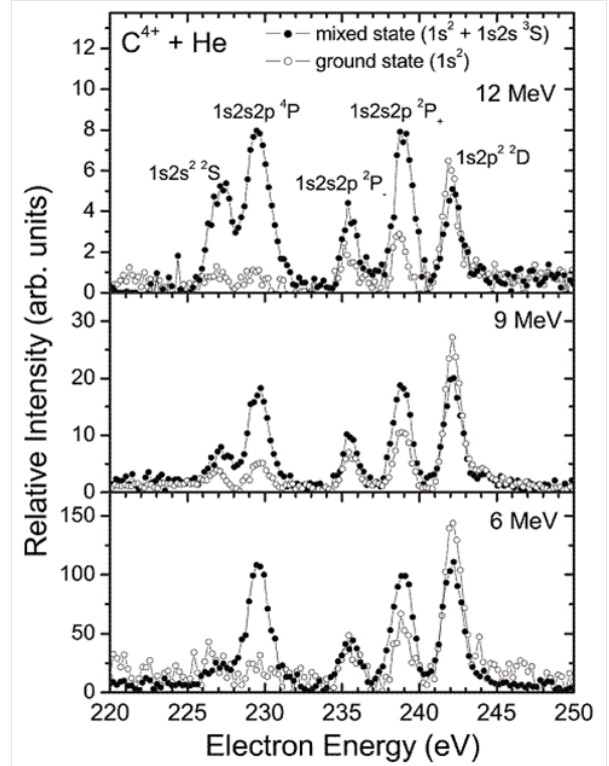 C⁴⁺ + He
mixed state (1s² + 1s2s ³S)
ground state (1s²)
12 MeV
1s2s2p ⁴P
1s2s2p ²P₊
1s2s² ²S
1s2p² ²D
1s2s2p ²P₋
12
10
8
6
4
2
0
9 MeV
30
20
10
0
6 MeV
150
100
50
0
Relative Intensity (arb. units)
220 225 230 235 240 245 250
Electron Energy (eV)